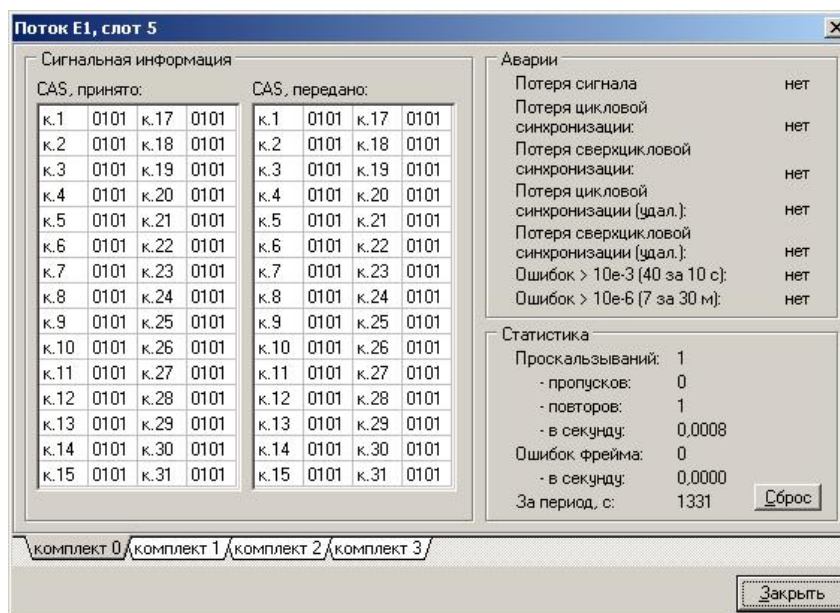 Поток E1, слот 5
Сигнальная информация
CAS, принято: CAS, передано:
к.1 0101 к.17 0101 к.1 0101 к.17 0101
к.2 0101 к.18 0101 к.2 0101 к.18 0101
к.3 0101 к.19 0101 к.3 0101 к.19 0101
к.4 0101 к.20 0101 к.4 0101 к.20 0101
к.5 0101 к.21 0101 к.5 0101 к.21 0101
к.6 0101 к.22 0101 к.6 0101 к.22 0101
к.7 0101 к.23 0101 к.7 0101 к.23 0101
к.8 0101 к.24 0101 к.8 0101 к.24 0101
к.9 0101 к.25 0101 к.9 0101 к.25 0101
к.10 0101 к.26 0101 к.10 0101 к.26 0101
к.11 0101 к.27 0101 к.11 0101 к.27 0101
к.12 0101 к.28 0101 к.12 0101 к.28 0101
к.13 0101 к.29 0101 к.13 0101 к.29 0101
к.14 0101 к.30 0101 к.14 0101 к.30 0101
к.15 0101 к.31 0101 к.15 0101 к.31 0101
Аварии
Потеря сигнала нет
Потеря цикловой
синхронизации: нет
Потеря сверхцикловой
синхронизации: нет
Потеря цикловой
синхронизации (удал.): нет
Потеря сверхцикловой
синхронизации (удал.): нет
Ошибок > 10e-3 (40 за 10 с): нет
Ошибок > 10e-6 (7 за 30 м): нет
Статистика
Проскальзываний: 1
- пропусков: 0
- повторов: 1
- в секунду: 0,0008
Ошибок фрейма: 0
- в секунду: 0,0000
За период, с: 1331 Сброс
комплект 0 комплект 1 комплект 2 комплект 3
Закрыть